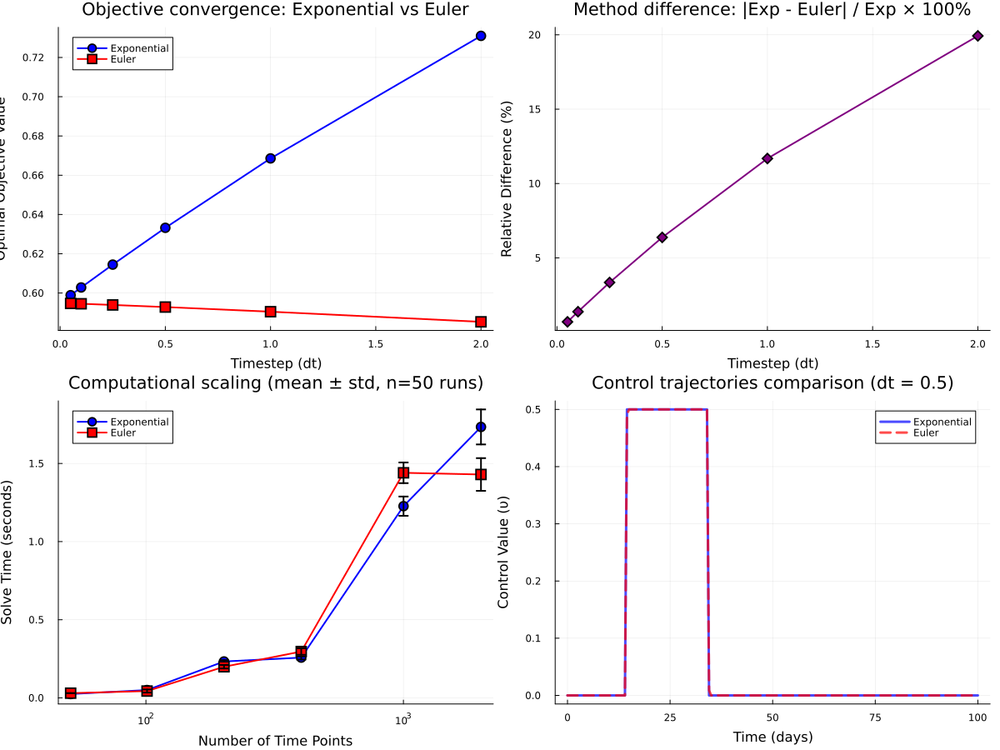 Objective convergence: Exponential vs Euler
Exponential
Euler
0.72
0.70
0.68
0.66
0.64
0.62
0.60
0.0 0.5 1.0 1.5 2.0
Timestep (dt)
Optimal Objective Value
Method difference: |Exp - Euler| / Exp × 100%
20
15
10
5
0.0 0.5 1.0 1.5 2.0
Timestep (dt)
Relative Difference (%)
Computational scaling (mean ± std, n=50 runs)
Exponential
Euler
1.5
1.0
0.5
0.0
10² 10³
Number of Time Points
Solve Time (seconds)
Control trajectories comparison (dt = 0.5)
Exponential
Euler
0.5
0.4
0.3
0.2
0.1
0.0
0 25 50 75 100
Time (days)
Control Value (υ)